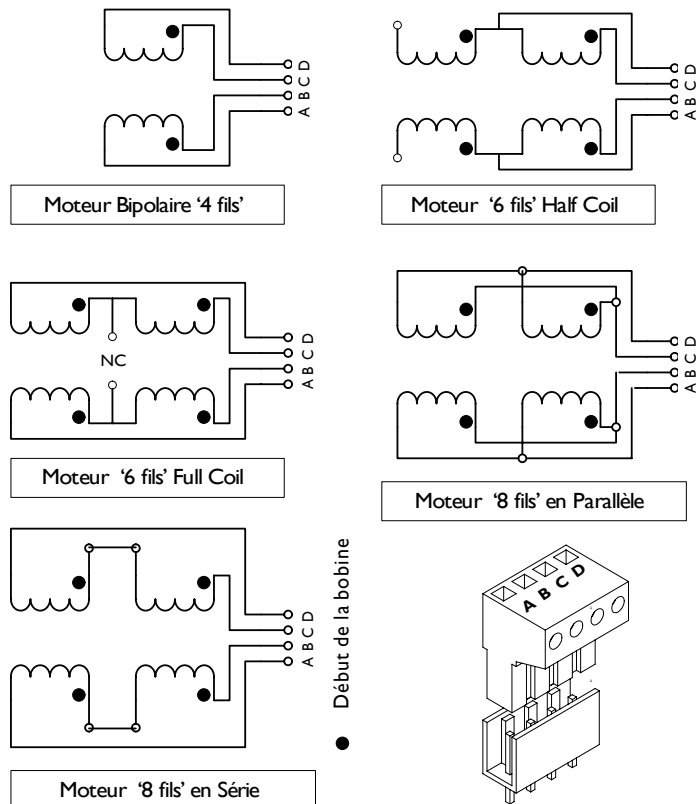 D
C
B
A
Moteur Bipolaire ‘4 fils’
D
C
B
A
Moteur ‘6 fils’ Half Coil
NC
D
C
B
A
Moteur ‘6 fils’ Full Coil
D
C
B
A
Moteur ‘8 fils’ en Parallèle
D
C
B
A
Moteur ‘8 fils’ en Série
Début de la bobine
A B C D